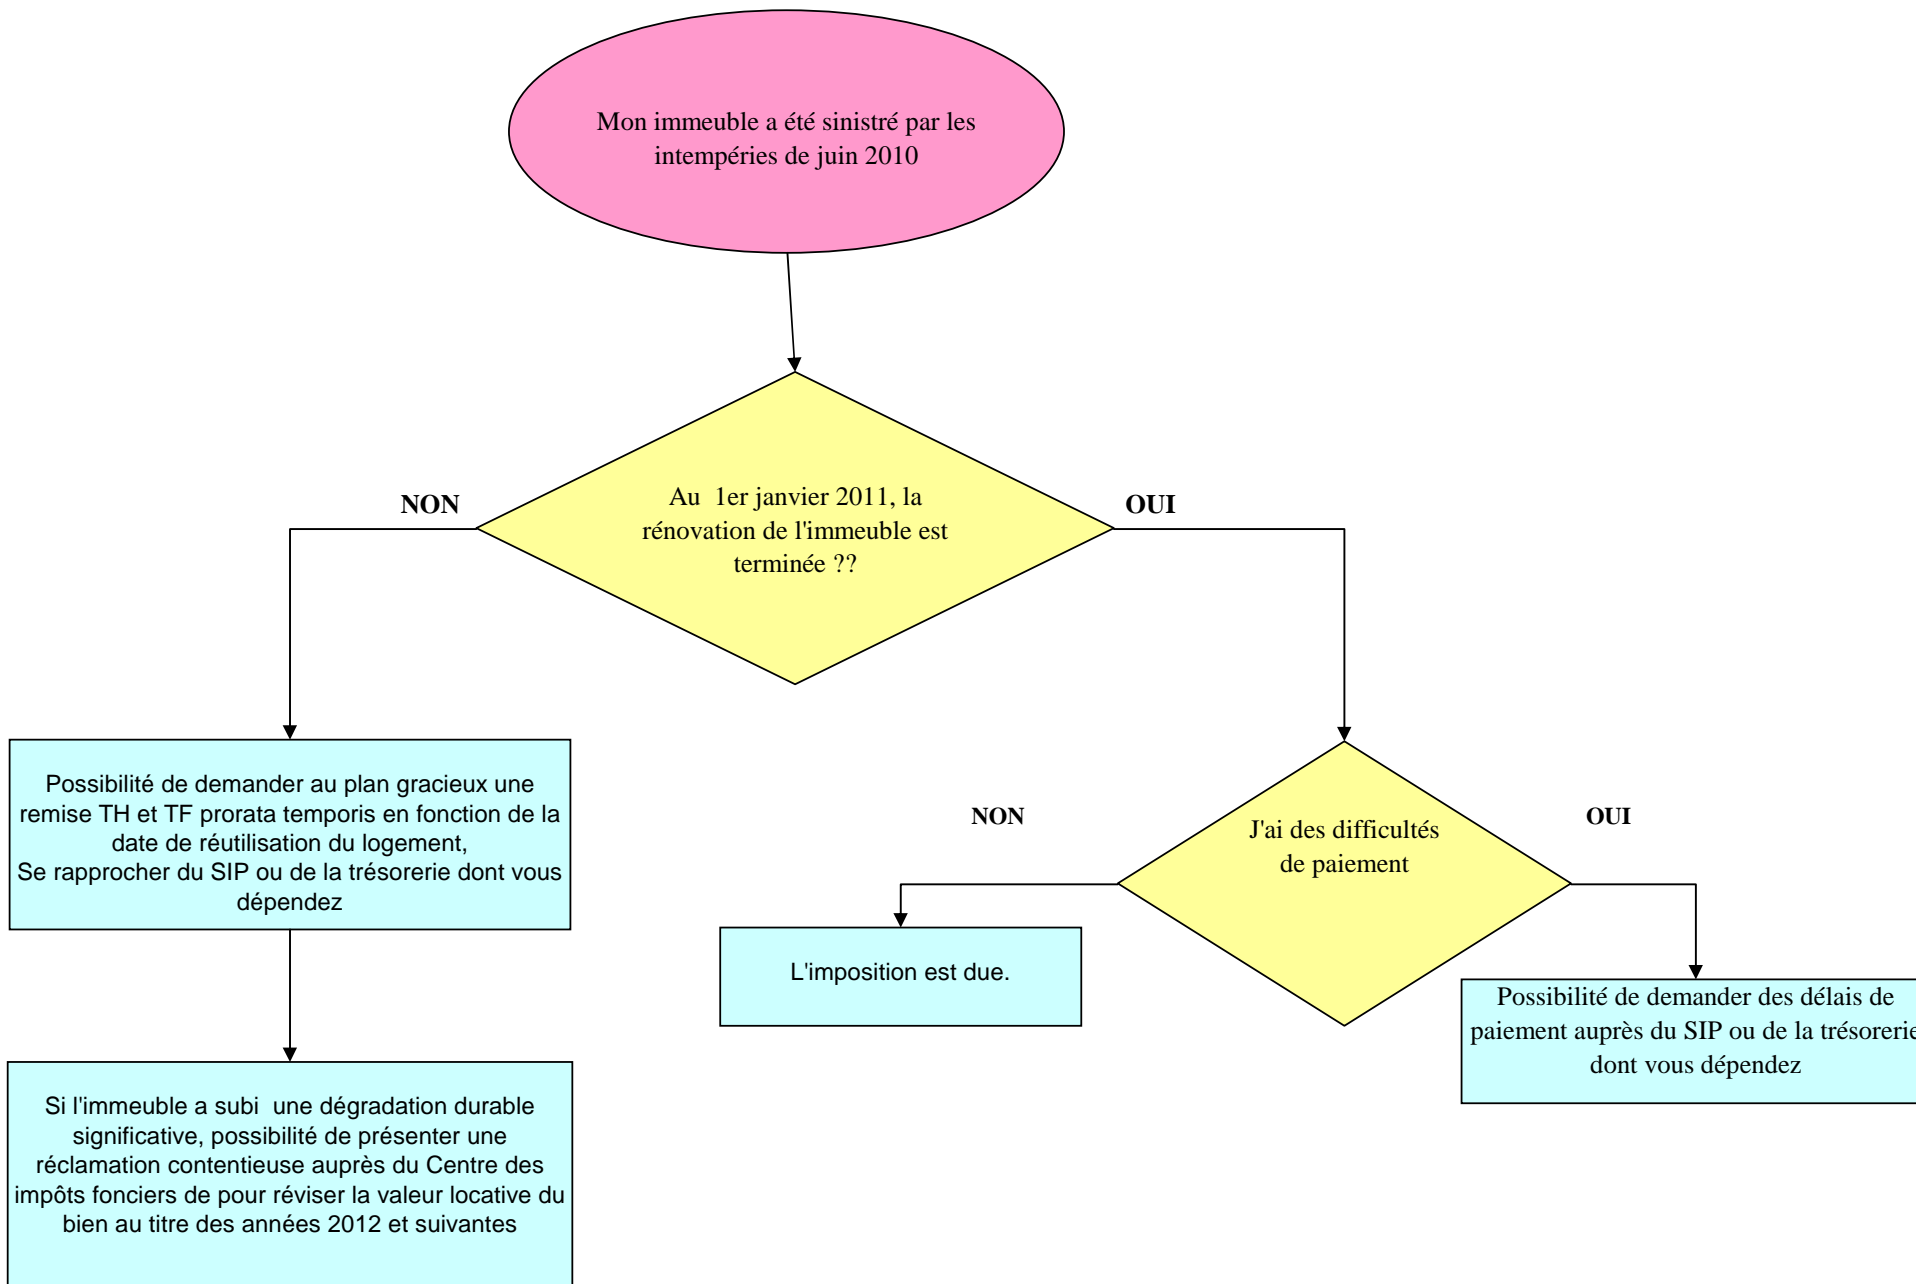 Mon immeuble a été sinistré par les
intempéries de juin 2010
NON
OUI
Au  1er janvier 2011, la
rénovation de l'immeuble est
terminée ??
Possibilité de demander au plan gracieux une
remise TH et TF prorata temporis en fonction de la
date de réutilisation du logement,
Se rapprocher du SIP ou de la trésorerie dont vous
dépendez
NON
J'ai des difficultés
de paiement
OUI
L'imposition est due.
Possibilité de demander des délais de
paiement auprès du SIP ou de la trésorerie
dont vous dépendez
Si l'immeuble a subi  une dégradation durable
significative, possibilité de présenter une
réclamation contentieuse auprès du Centre des
impôts fonciers de pour réviser la valeur locative du
bien au titre des années 2012 et suivantes